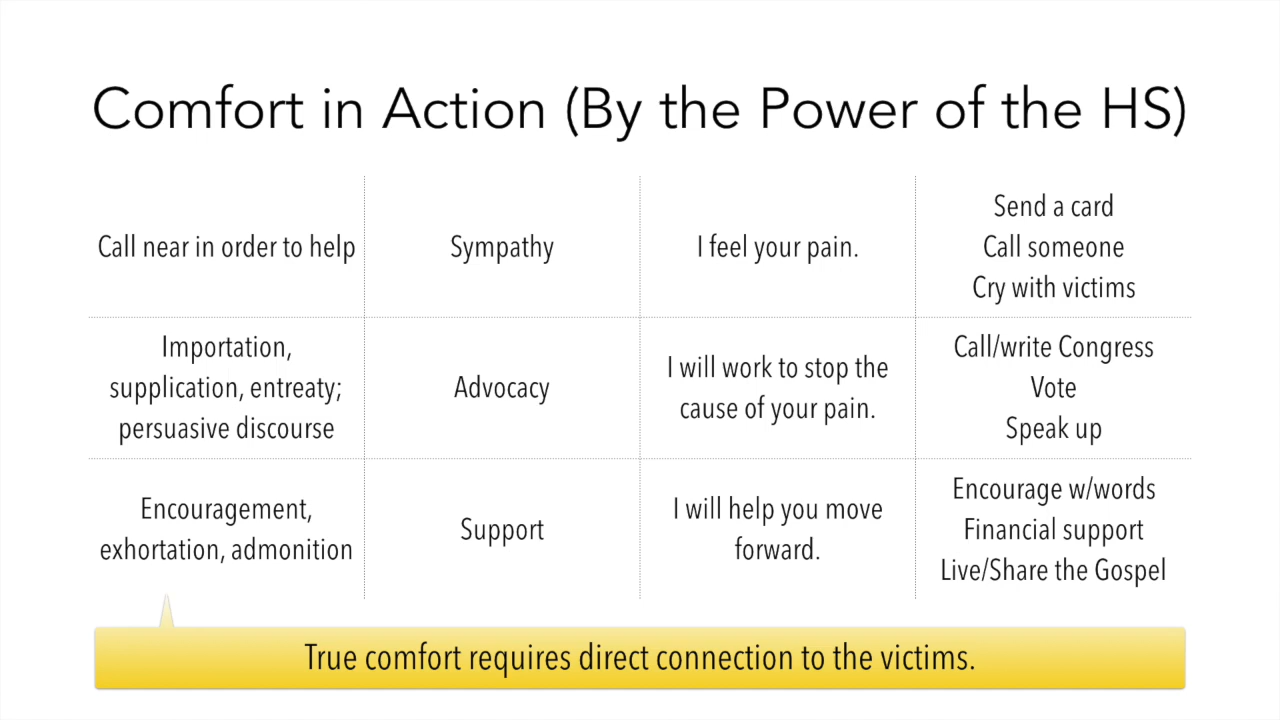 Comfort in Action (By the Power of the HS)
Call near in order to help
Sympathy
I feel your pain.
Send a card
Call someone
Cry with victims
Importation,
supplication, entreaty;
persuasive discourse
Advocacy
I will work to stop the
cause of your pain.
Call/write Congress
Vote
Speak up
Encouragement,
exhortation, admonition
Support
I will help you move
forward.
Encourage w/words
Financial support
Live/Share the Gospel
True comfort requires direct connection to the victims.